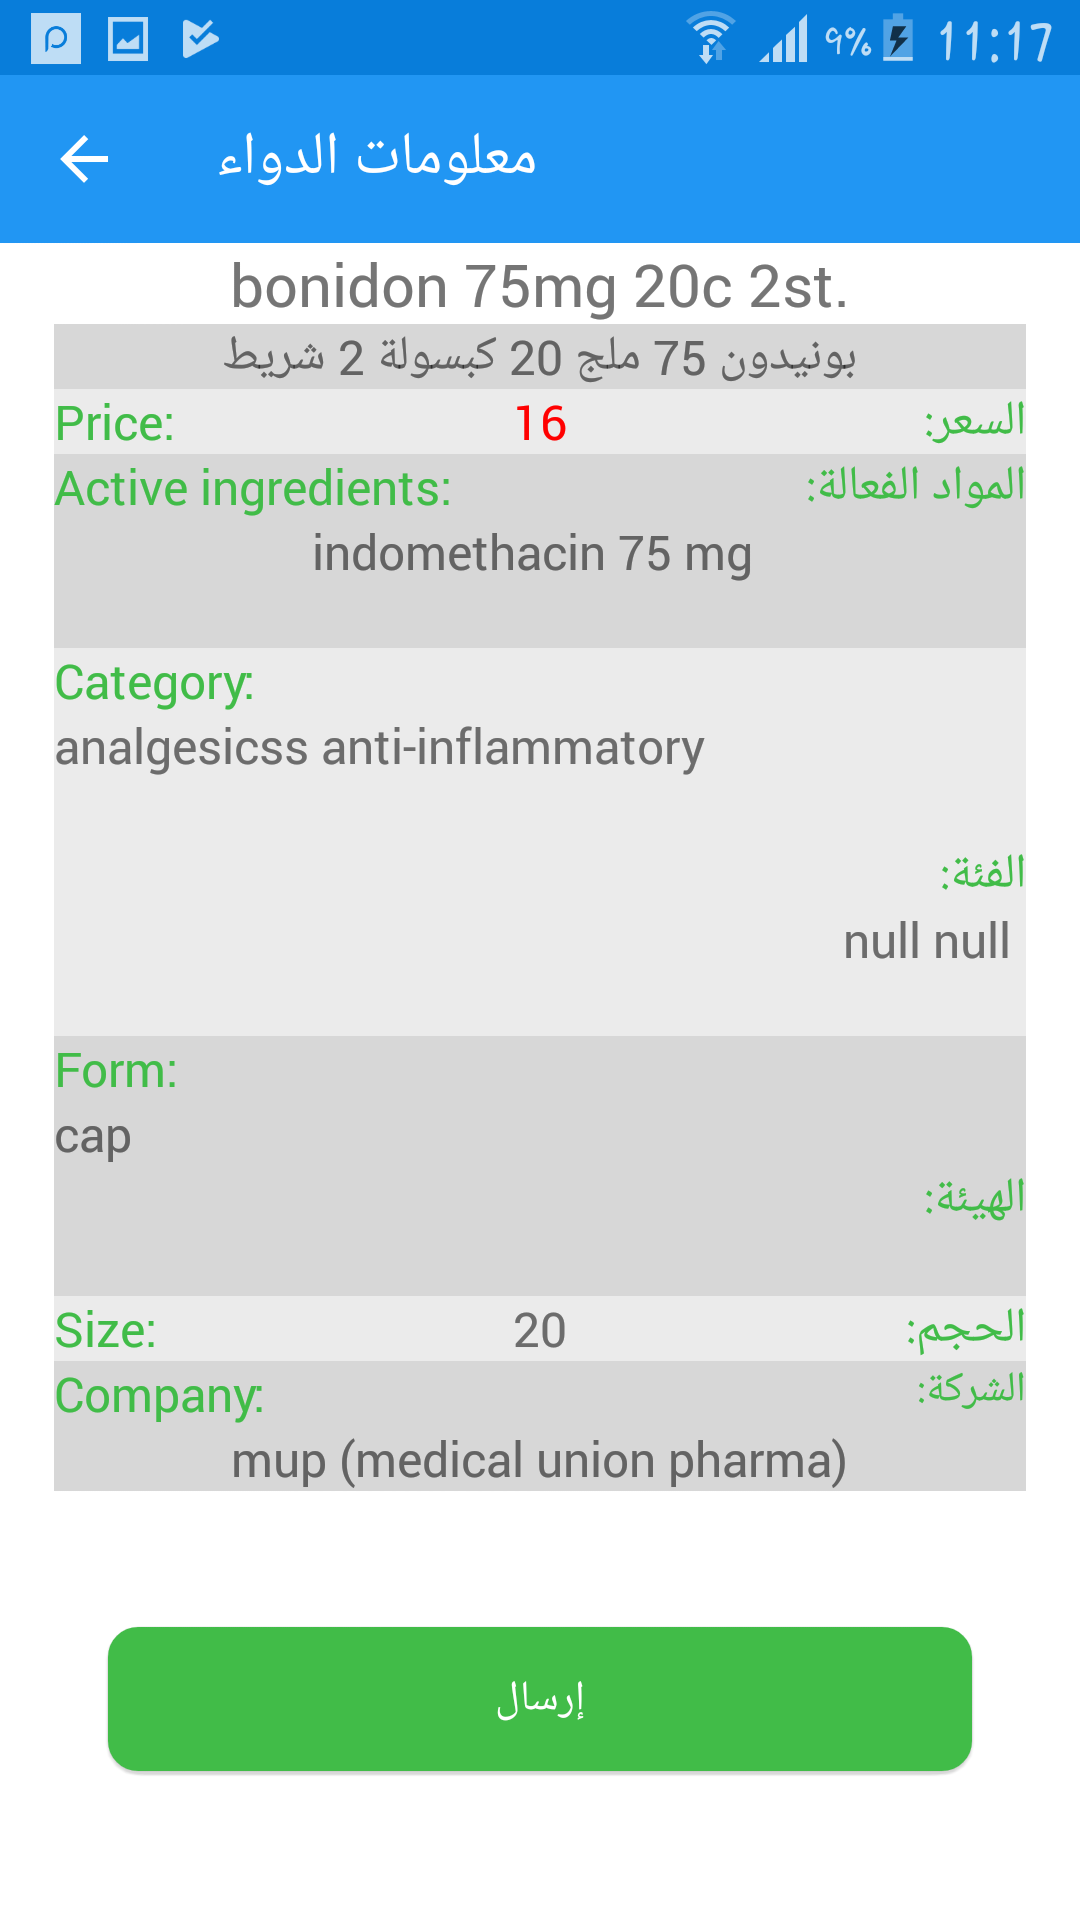 9% 11:17
معلومات الدواء
bonidon 75mg 20c 2st.
بونيدون 75 ملج 20 كبسولة 2 شريط
Price: 16 السعر:
Active ingredients: المواد الفعالة:
indomethacin 75 mg
Category:
analgesicss anti-inflammatory
الفئة:
null null
Form:
cap
الهيئة:
Size: 20 الحجم:
Company: الشركة:
mup (medical union pharma)
إرسال